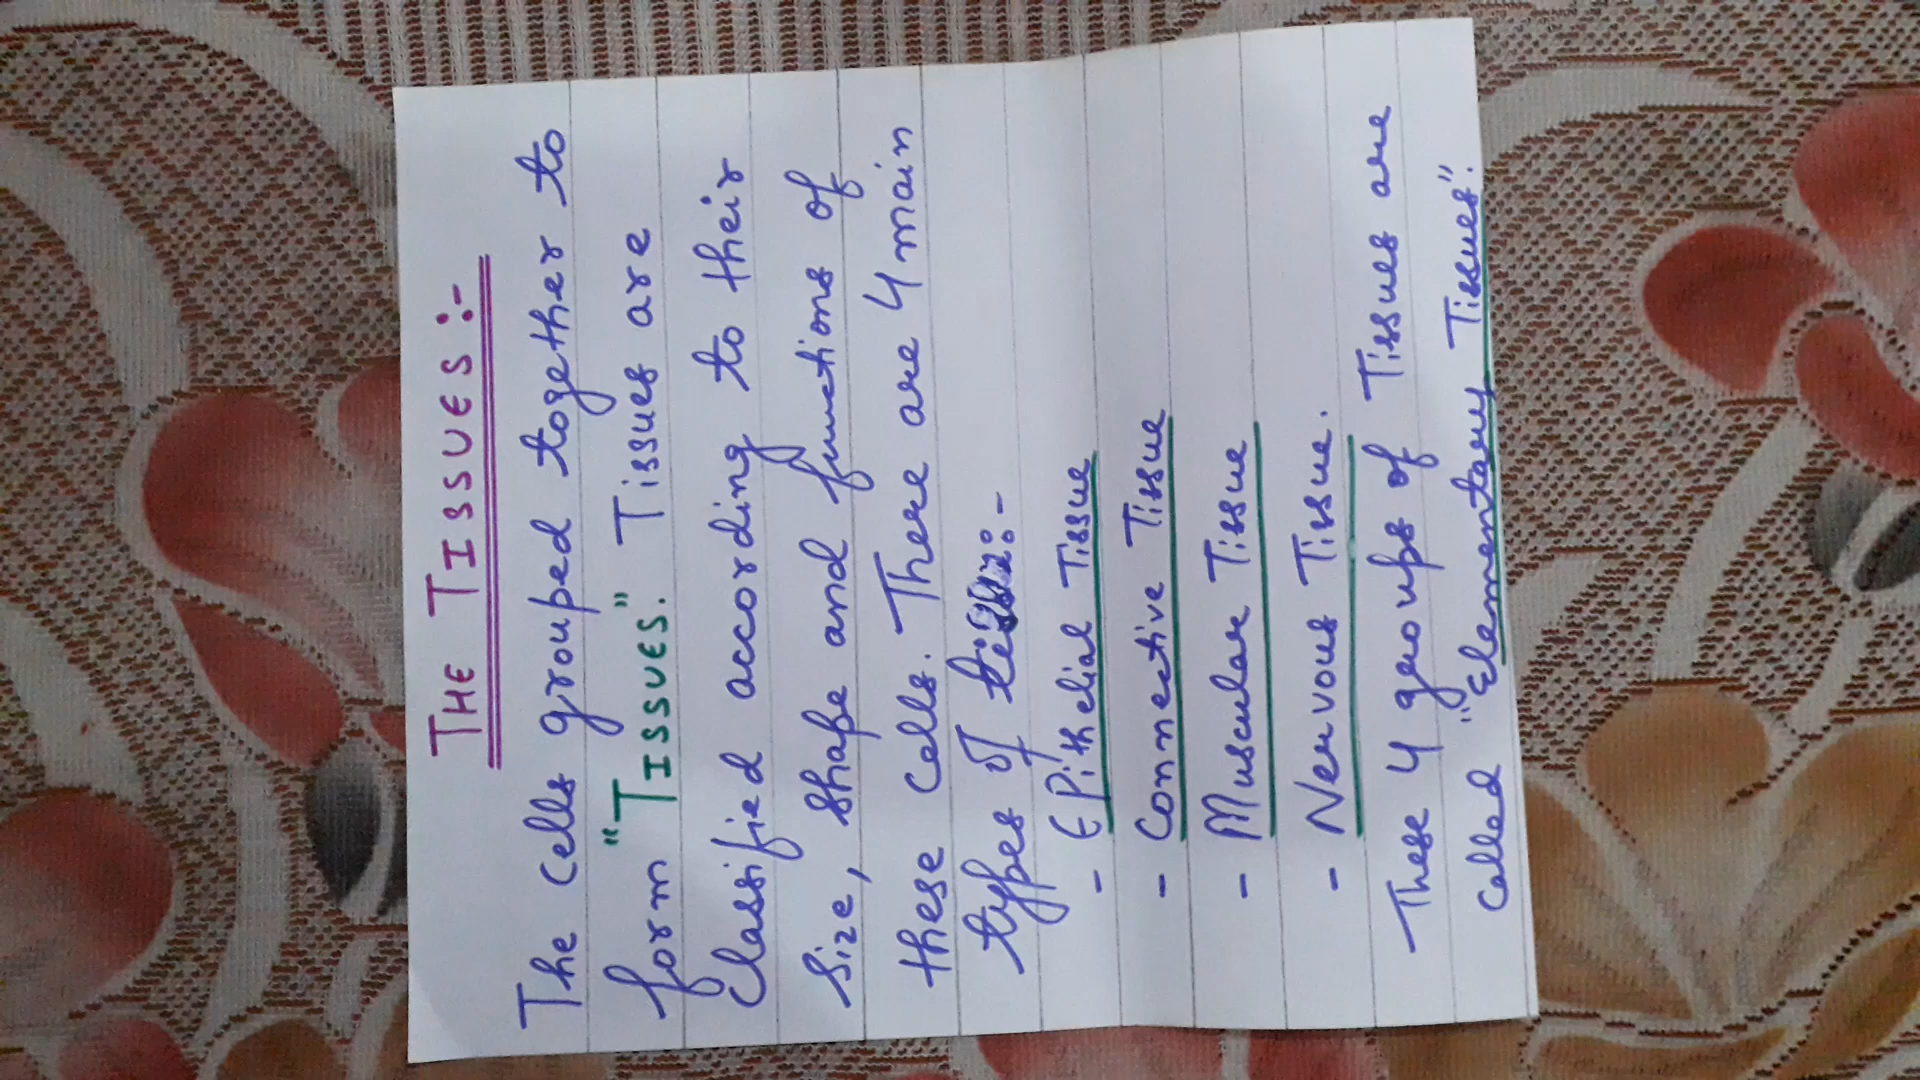 THE TISSUES:-
The cells grouped together to
form "TISSUES." Tissues are
classified according to their
size, shape and functions of
these cells. There are 4 main
types of tissue:-
- Epithelial Tissue
- Connective Tissue
- Muscular Tissue
- Nervous Tissue.
These 4 groups of Tissues are
called "Elementary Tissues".